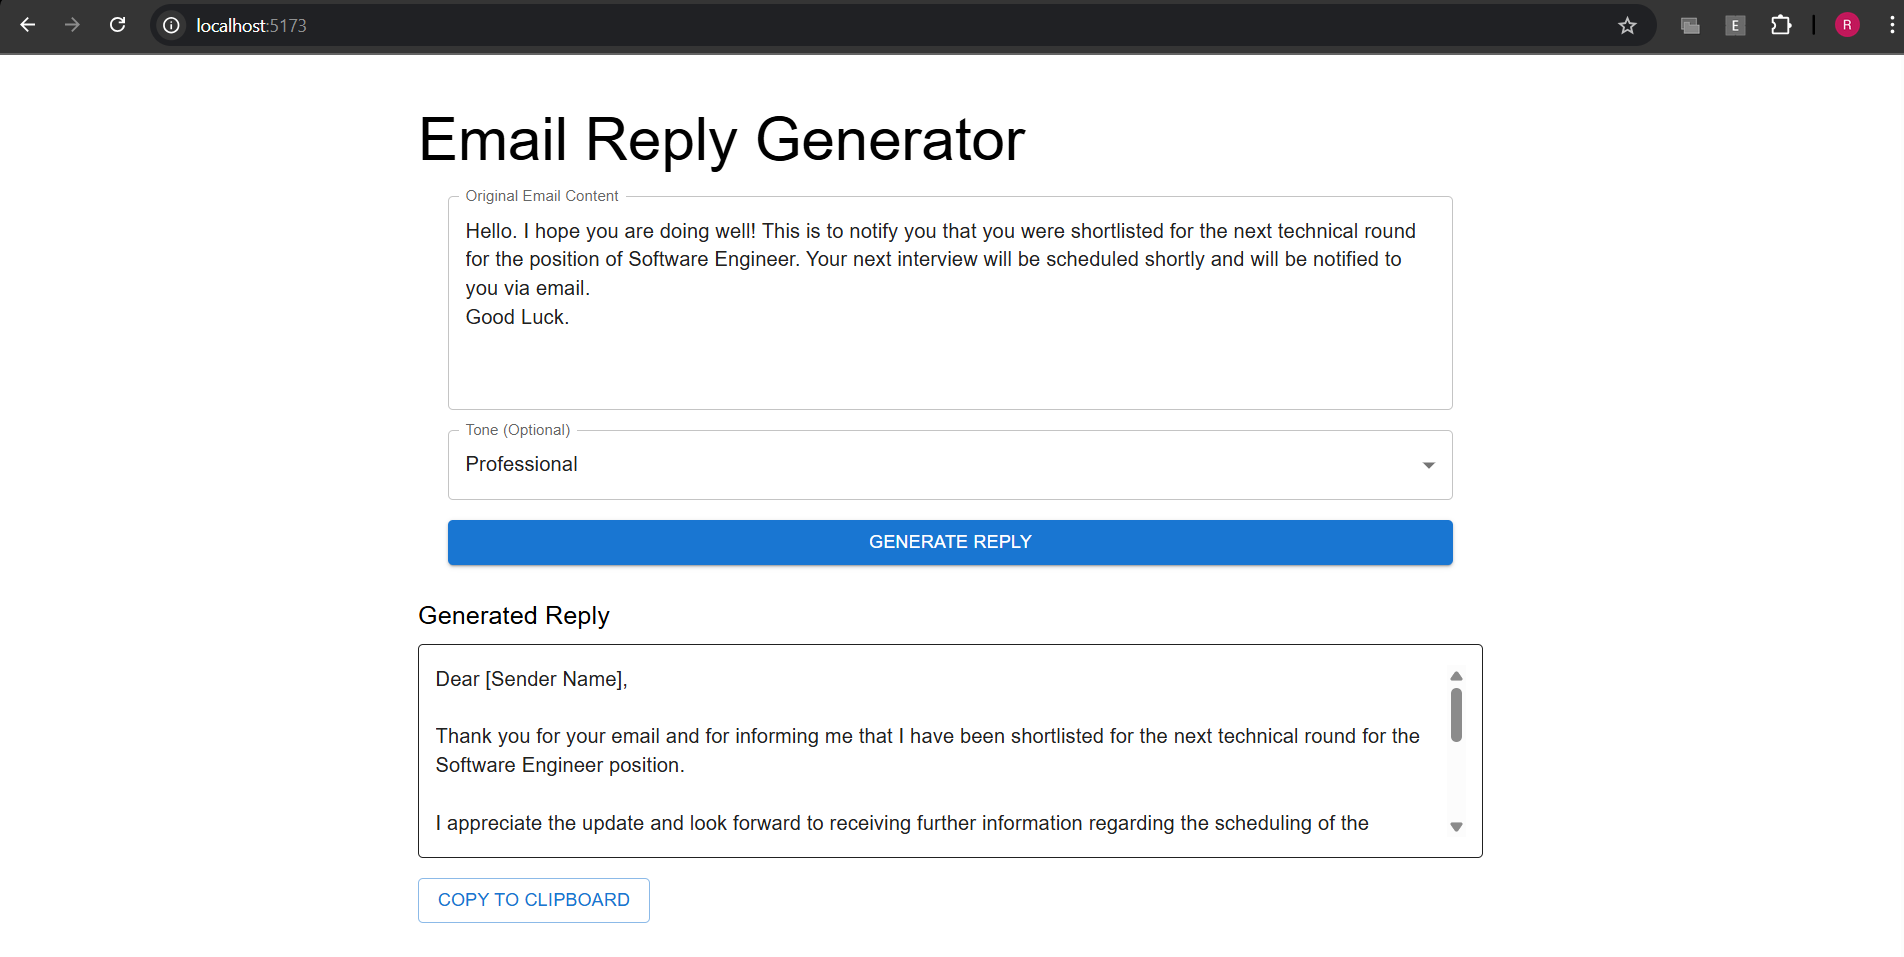 localhost:5173
E
R
Email Reply Generator
Original Email Content
Hello. I hope you are doing well! This is to notify you that you were shortlisted for the next technical round
for the position of Software Engineer. Your next interview will be scheduled shortly and will be notified to
you via email.
Good Luck.
Tone (Optional)
Professional
GENERATE REPLY
Generated Reply
Dear [Sender Name],
Thank you for your email and for informing me that I have been shortlisted for the next technical round for the
Software Engineer position.
I appreciate the update and look forward to receiving further information regarding the scheduling of the
COPY TO CLIPBOARD